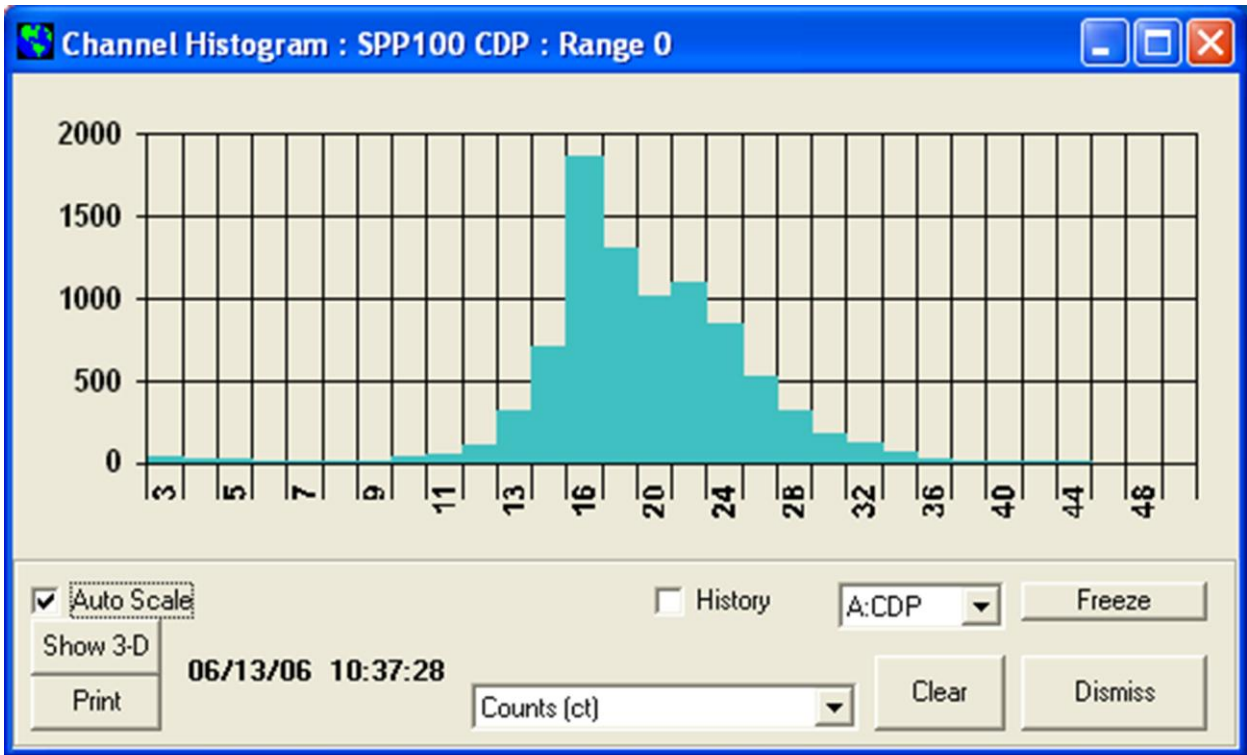 Channel Histogram : SPP100 CDP : Range 0
2000
1500
1000
500
0
3 5 7 9 11 13 16 20 24 28 32 36 40 44 48
Auto Scale
History
A:CDP
Freeze
Show 3-D
06/13/06 10:37:28
Print
Counts (ct)
Clear
Dismiss